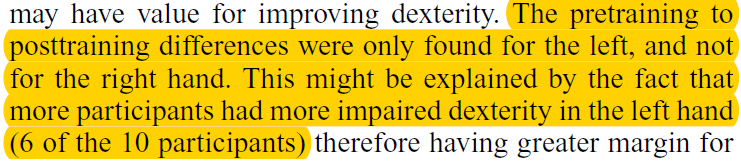 may have value for improving dexterity. The pretraining to
posttraining differences were only found for the left, and not
for the right hand. This might be explained by the fact that
more participants had more impaired dexterity in the left hand
(6 of the 10 participants) therefore having greater margin for